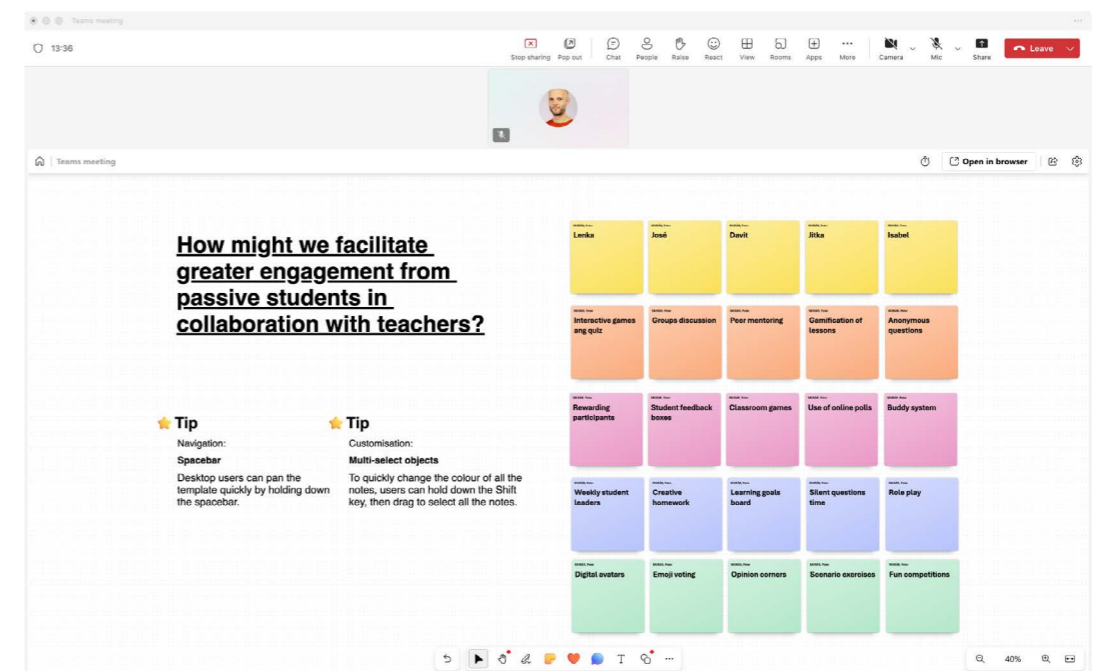 Teams meeting
13:36
Stop sharing
Pop out
Chat
People
Raise
React
View
Rooms
Apps
More
Camera
Mic
Share
Leave
Teams meeting
Open in browser
How might we facilitate
greater engagement from
passive students in
collaboration with teachers?
Tip
Navigation:
Spacebar
Desktop users can pan the
template quickly by holding down
the spacebar.
Tip
Customisation:
Multi-select objects
To quickly change the colour of all the
notes, users can hold down the Shift
key, then drag to select all the notes.
Lenka
José
Davit
Jitka
Isabel
Interactive games
ang quiz
Groups discussion
Peer mentoring
Gamification of
lessons
Anonymous
questions
Rewarding
participants
Student feedback
boxes
Classroom games
Use of online polls
Buddy system
Weekly student
leaders
Creative
homework
Learning goals
board
Silent questions
time
Role play
Digital avatars
Emoji voting
Opinion corners
Scenario exercises
Fun competitions
T
40%